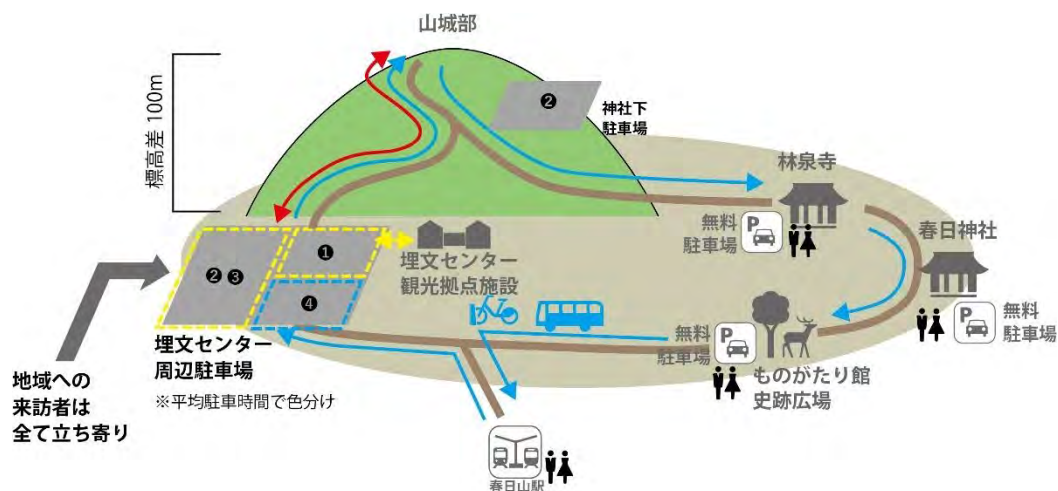 山城部
標高差 100m
❷
神社下
駐車場
林泉寺
P
無料
駐車場
春日神社
❶
埋文センター
観光拠点施設
❷ ❸
❹
無料
駐車場
P
P
無料
駐車場
埋文センター
周辺駐車場
※平均駐車時間で色分け
地域への
来訪者は
全て立ち寄り
ものがたり館
史跡広場
春日山駅